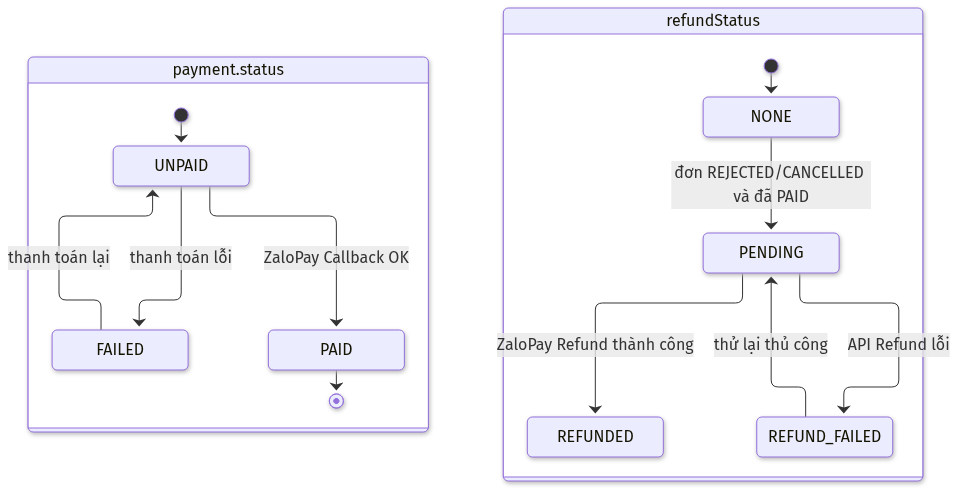 payment.status
UNPAID
thanh toán lại
thanh toán lỗi
ZaloPay Callback OK
FAILED
PAID
refundStatus
NONE
đơn REJECTED/CANCELLED
và đã PAID
PENDING
ZaloPay Refund thành công
thử lại thủ công
API Refund lỗi
REFUNDED
REFUND_FAILED